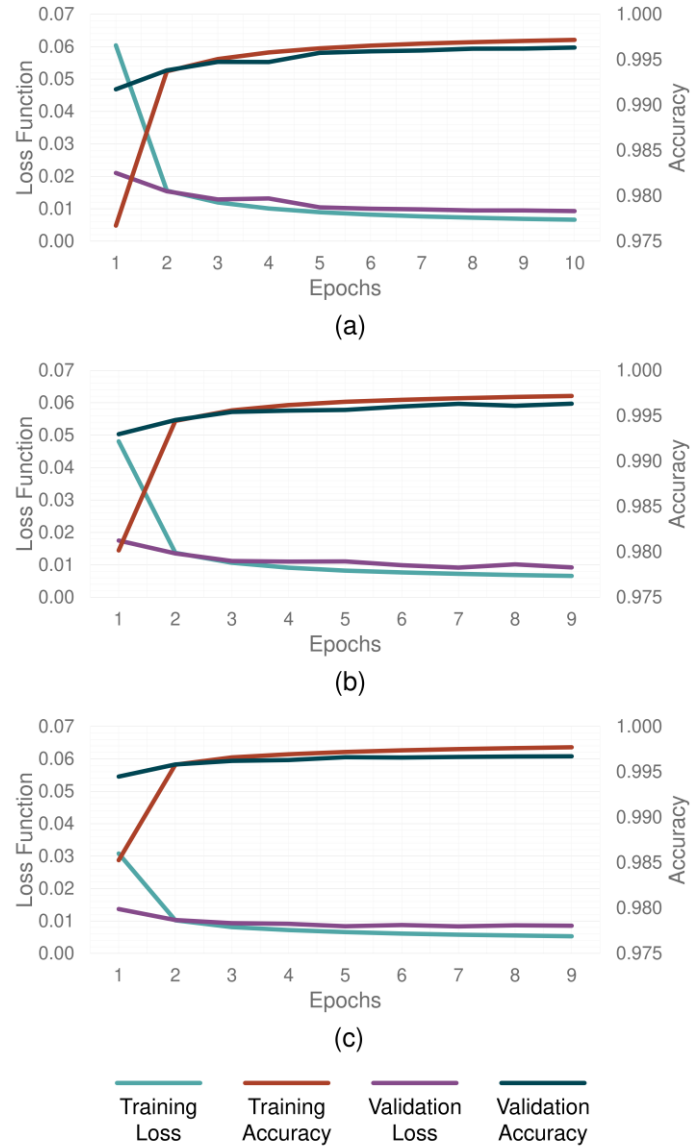 0.07 1.000
0.06 0.995
0.05 0.990
0.04
0.03 0.985
0.02 0.980
0.01
0.00 0.975
Loss Function
Accuracy
1 2 3 4 5 6 7 8 9 10
Epochs
(a)
0.07 1.000
0.06 0.995
0.05 0.990
0.04
0.03 0.985
0.02 0.980
0.01
0.00 0.975
Loss Function
Accuracy
1 2 3 4 5 6 7 8 9
Epochs
(b)
0.07 1.000
0.06 0.995
0.05 0.990
0.04
0.03 0.985
0.02 0.980
0.01
0.00 0.975
Loss Function
Accuracy
1 2 3 4 5 6 7 8 9
Epochs
(c)
Training Training Validation Validation
Loss Accuracy Loss Accuracy